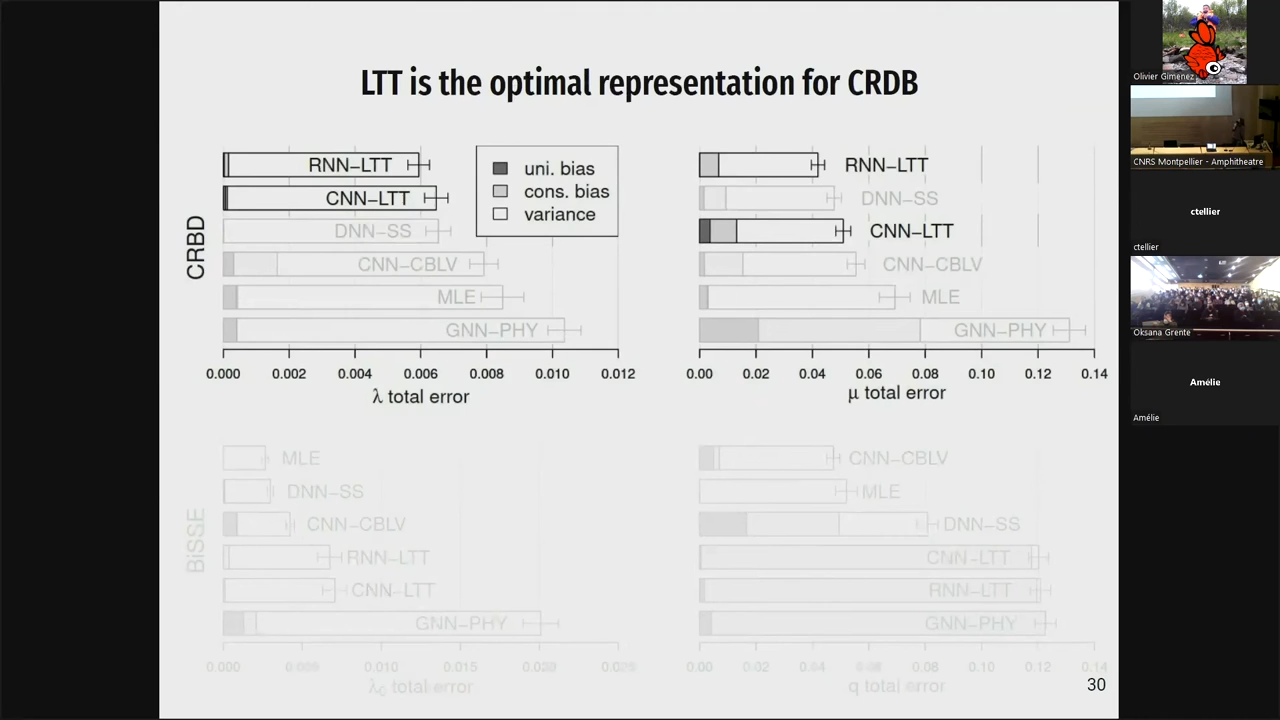 LTT is the optimal representation for CRDB
CRBD
RNN-LTT
CNN-LTT
DNN-SS
CNN-CBLV
MLE
GNN-PHY
uni. bias
cons. bias
variance
0.000 0.002 0.004 0.006 0.008 0.010 0.012
λ total error
RNN-LTT
DNN-SS
CNN-LTT
CNN-CBLV
MLE
GNN-PHY
0.00 0.02 0.04 0.06 0.08 0.10 0.12 0.14
μ total error
BiSSE
MLE
DNN-SS
CNN-CBLV
RNN-LTT
CNN-LTT
GNN-PHY
0.000 0.005 0.010 0.015 0.020 0.025
λ₀ total error
CNN-CBLV
MLE
DNN-SS
CNN-LTT
RNN-LTT
GNN-PHY
0.00 0.02 0.04 0.06 0.08 0.10 0.12 0.14
q total error
30
Olivier Gimenez
CNRS Montpellier - Amphitheatre
ctellier
ctellier
Oksana Grente
Amélie
Amélie